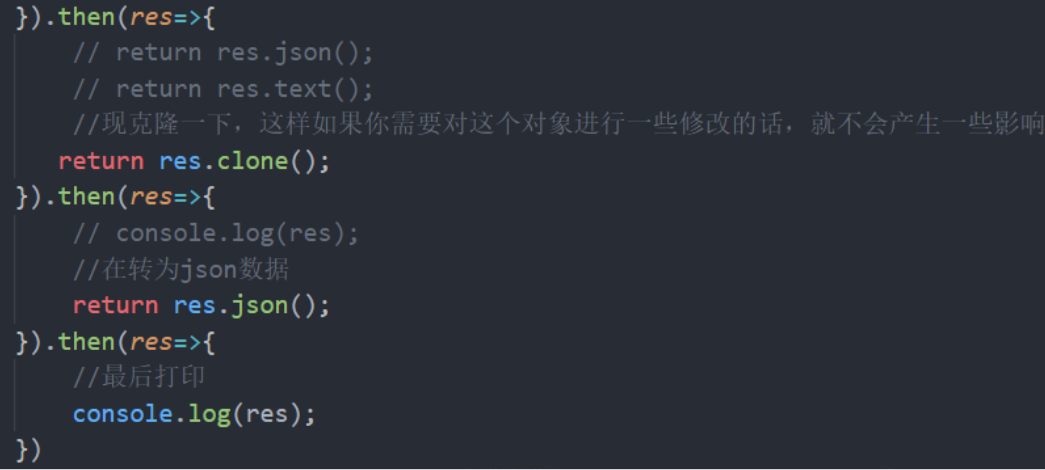 }).then(res=>{
// return res.json();
// return res.text();
//现克隆一下，这样如果你需要对这个对象进行一些修改的话，就不会产生一些影响
return res.clone();
}).then(res=>{
// console.log(res);
//在转为json数据
return res.json();
}).then(res=>{
//最后打印
console.log(res);
})